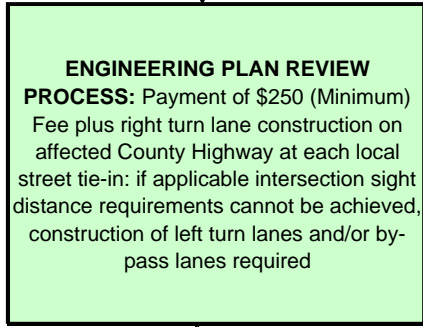 ENGINEERING PLAN REVIEW
PROCESS: Payment of $250 (Minimum)
Fee plus right turn lane construction on
affected County Highway at each local
street tie-in: if applicable intersection sight
distance requirements cannot be achieved,
construction of left turn lanes and/or by-
pass lanes required